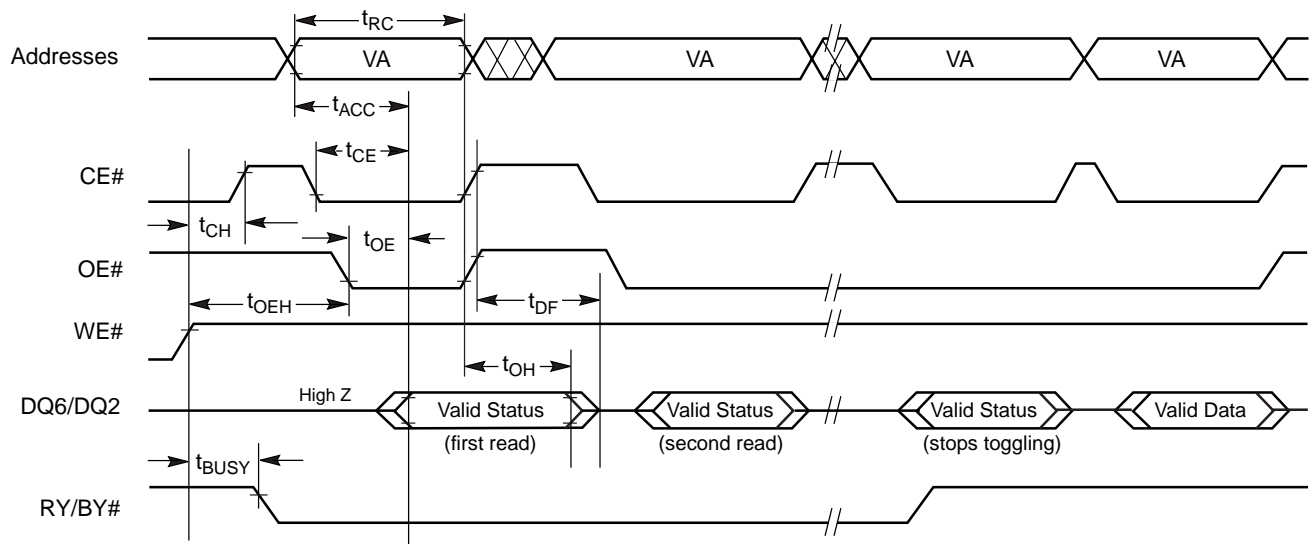 tRC
Addresses VA VA VA VA
tACC
tCE
CE#
tCH tOE
OE#
tOEH tDF
WE#
tOH
High Z
DQ6/DQ2 Valid Status Valid Status Valid Status Valid Data
(first read) (second read) (stops toggling)
tBUSY
RY/BY#